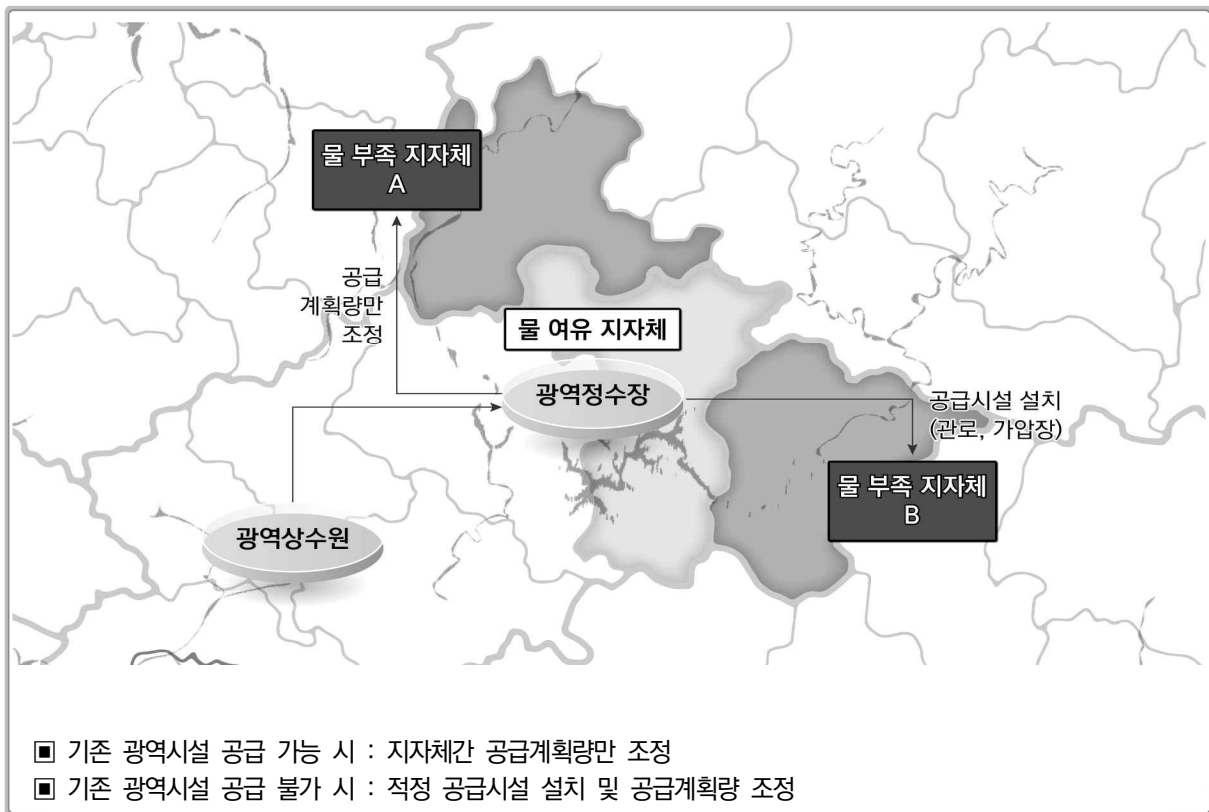 물 부족 지자체
A
공급
계획량만
조정
물 여유 지자체
광역정수장
공급시설 설치
(관로, 가압장)
물 부족 지자체
B
광역상수원
▣ 기존 광역시설 공급 가능 시 : 지자체간 공급계획량만 조정
▣ 기존 광역시설 공급 불가 시 : 적정 공급시설 설치 및 공급계획량 조정